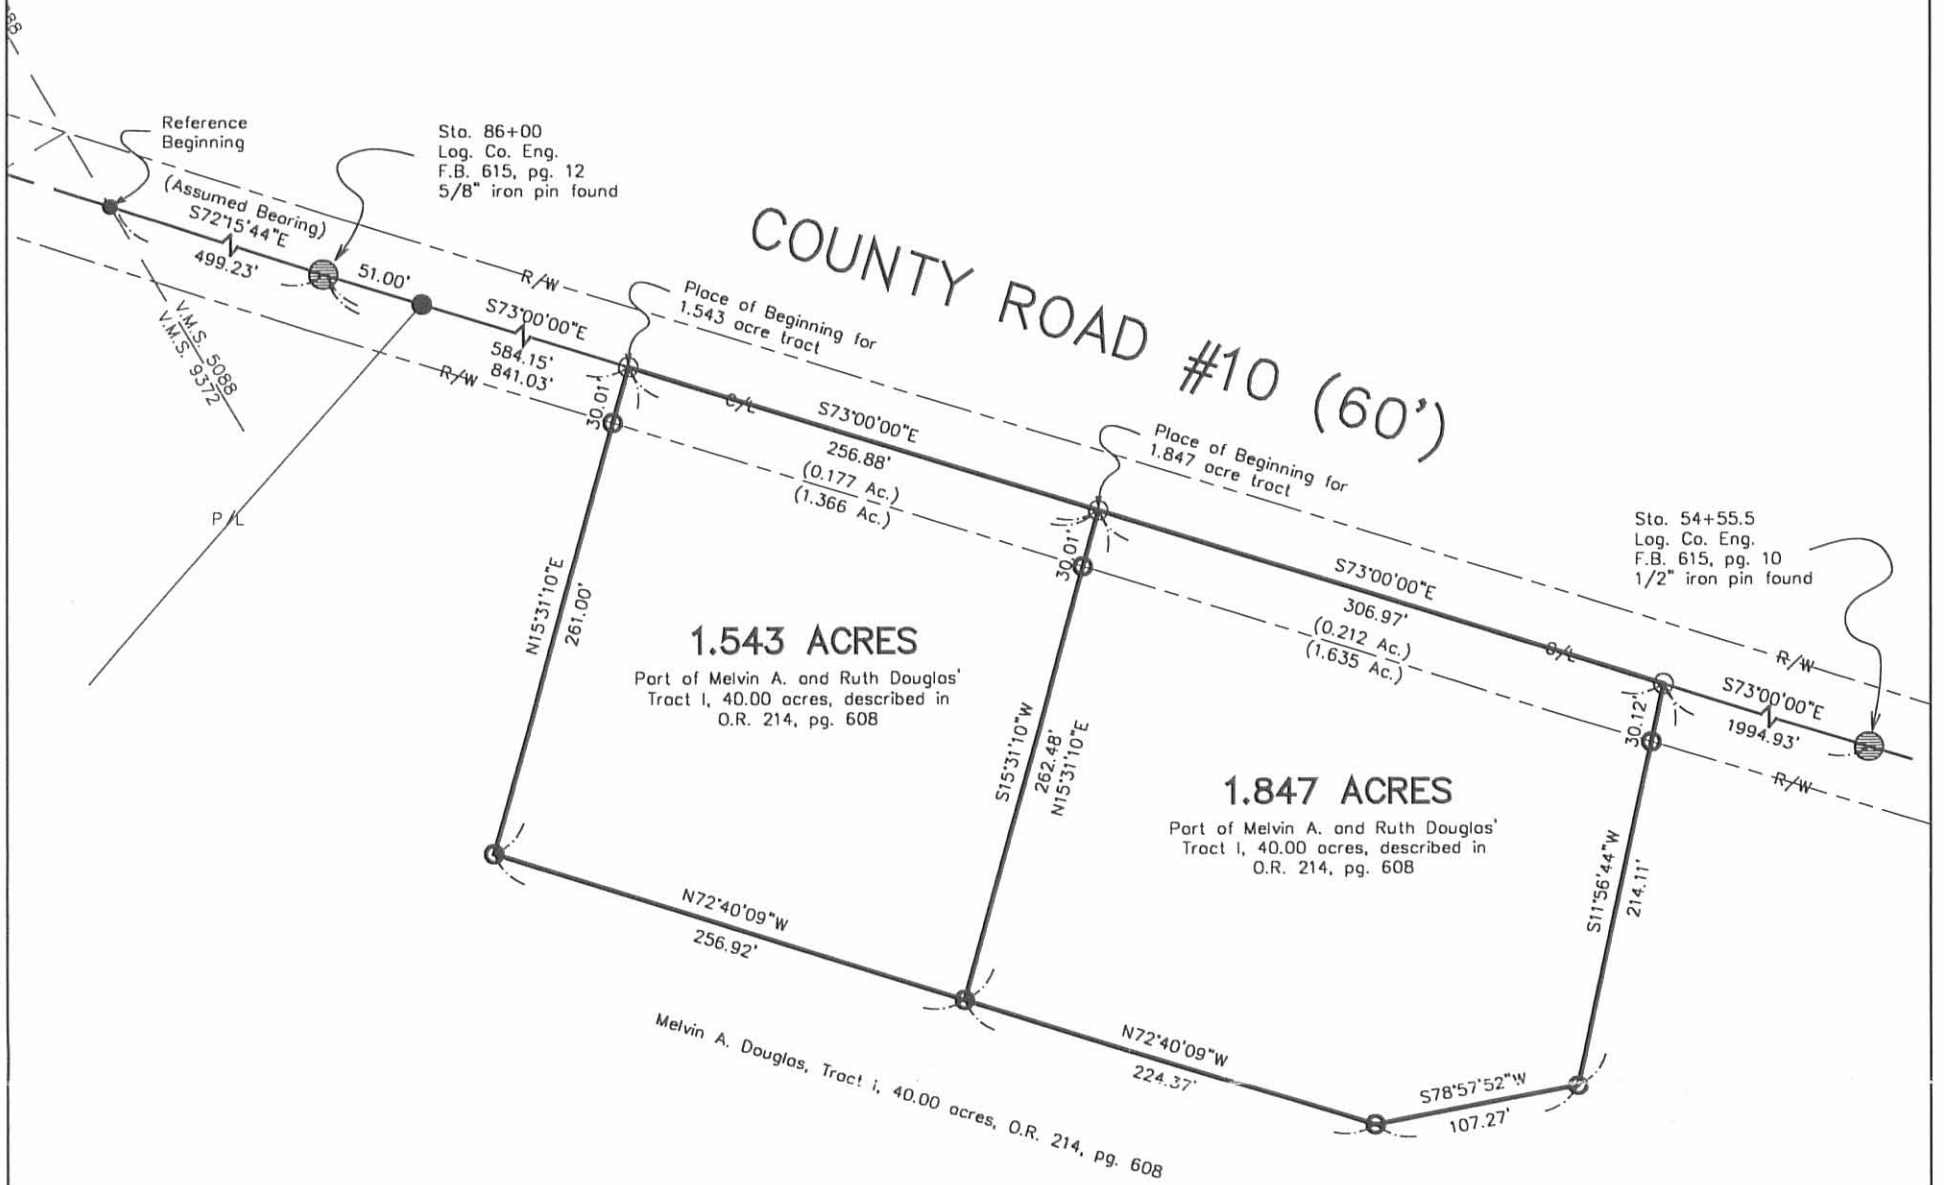 88
Reference
Beginning
Sta. 86+00
Log. Co. Eng.
F.B. 615, pg. 12
5/8" iron pin found
(Assumed Bearing)
S72°15'44"E
499.23'
51.00'
V.M.S. 5088
V.M.S. 9372
P/L
R/W
R/W
S73°00'00"E
584.15'
841.03'
Place of Beginning for
1.543 acre tract
COUNTY ROAD #10 (60')
30.01'
C/L
S73°00'00"E
256.88'
(0.177 Ac.)
(1.366 Ac.)
Place of Beginning for
1.847 acre tract
30.01'
S73°00'00"E
306.97'
(0.212 Ac.)
(1.635 Ac.)
C/L
Sta. 54+55.5
Log. Co. Eng.
F.B. 615, pg. 10
1/2" iron pin found
R/W
S73°00'00"E
1994.93'
R/W
30.12'
N15°31'10"E
261.00'
1.543 ACRES
Part of Melvin A. and Ruth Douglas'
Tract I, 40.00 acres, described in
O.R. 214, pg. 608
S15°31'10"W
262.48'
N15°31'10"E
1.847 ACRES
Part of Melvin A. and Ruth Douglas'
Tract I, 40.00 acres, described in
O.R. 214, pg. 608
S11°56'44"W
214.11'
N72°40'09"W
256.92'
N72°40'09"W
224.37'
S78°57'52"W
107.27'
Melvin A. Douglas, Tract i, 40.00 acres, O.R. 214, pg. 608